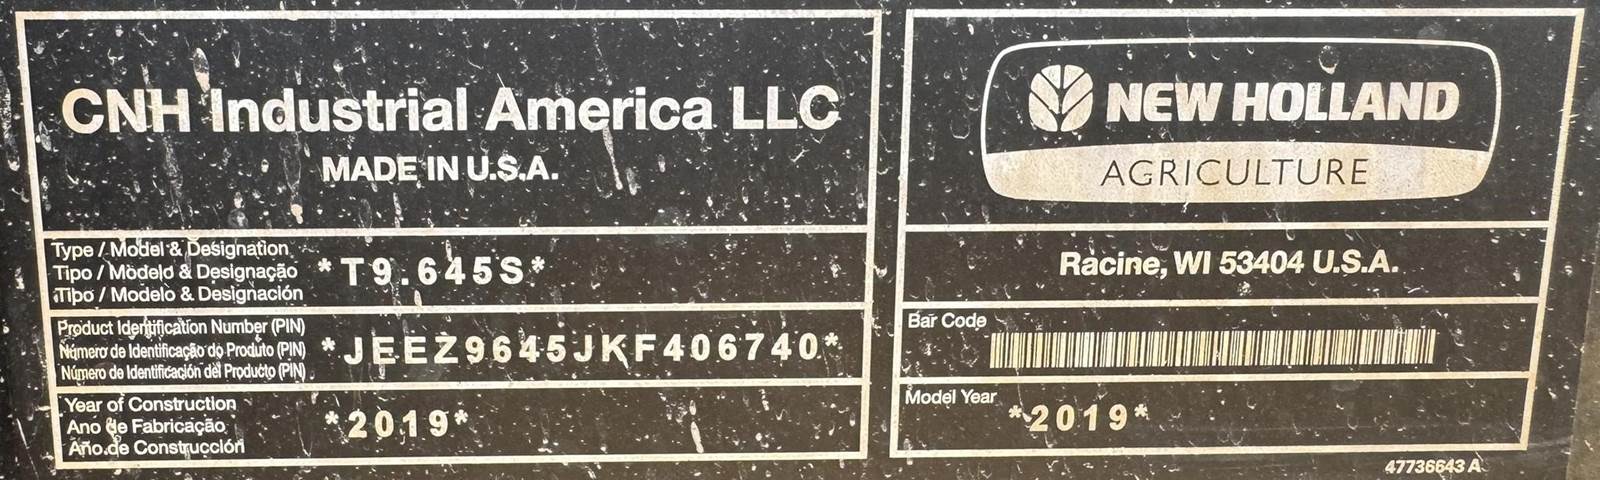 CNH Industrial America LLC
MADE IN U.S.A.
Type / Model & Designation
Tipo / Modelo & Designação
Tipo / Modelo & Designación
*T9.645S*
Product Identification Number (PIN)
Número de Identificação do Produto (PIN)
Número de Identificación del Producto (PIN)
*JEEZ9645JKF406740*
Year of Construction
Ano de Fabricação
Año de Construcción
*2019*
NEW HOLLAND
AGRICULTURE
Racine, WI 53404 U.S.A.
Bar Code
Model Year
*2019*
47736643 A